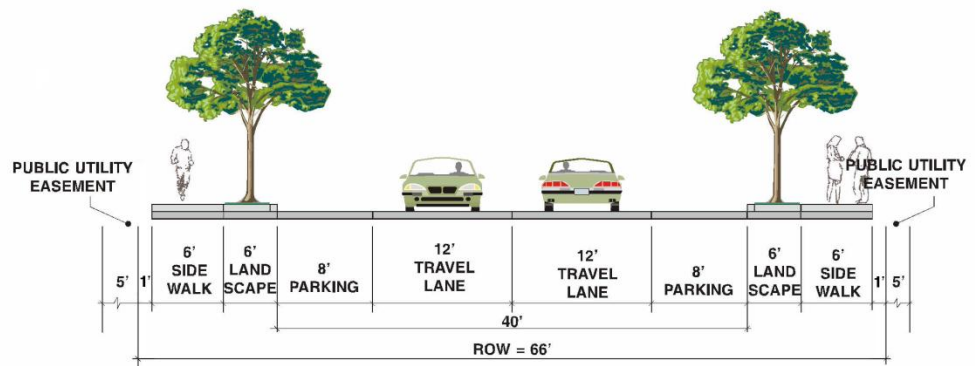 PUBLIC UTILITY
EASEMENT
PUBLIC UTILITY
EASEMENT
5'
1'
6'
SIDE
WALK
6'
LAND
SCAPE
8'
PARKING
12'
TRAVEL
LANE
12'
TRAVEL
LANE
8'
PARKING
6'
LAND
SCAPE
6'
SIDE
WALK
1'
5'
40'
ROW = 66'